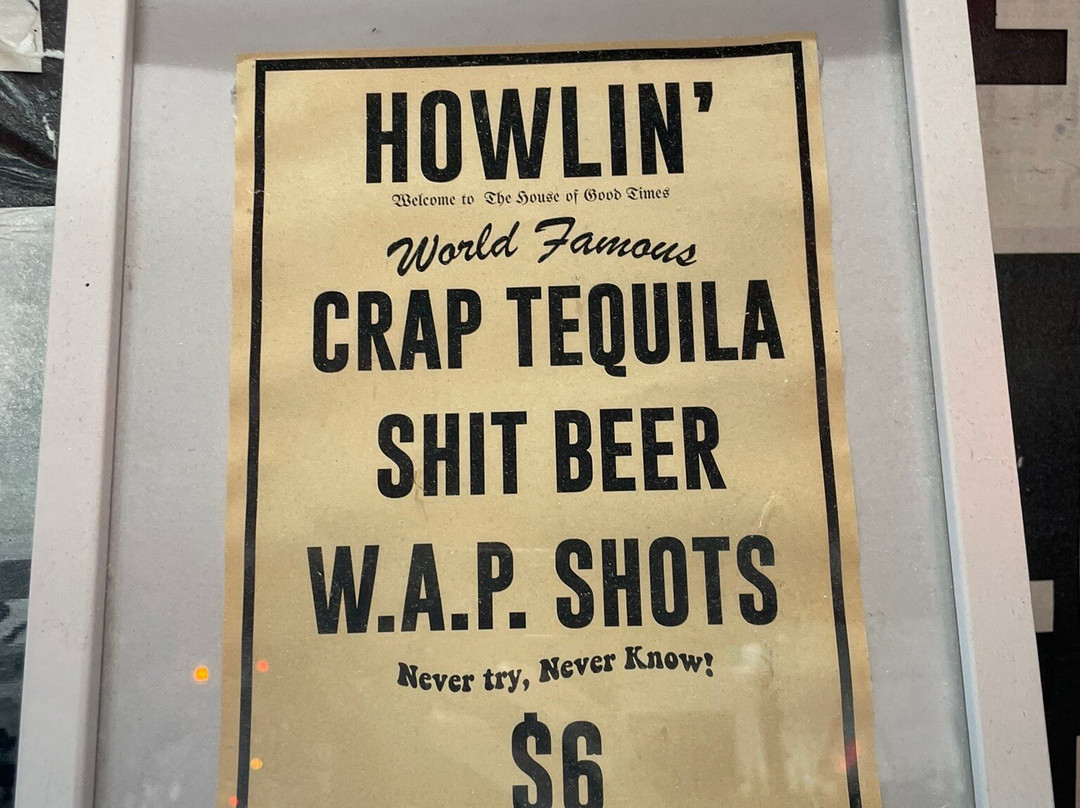 HOWLIN’
Welcome to The House of Good Times
World Famous
CRAP TEQUILA
SHIT BEER
W.A.P. SHOTS
Never try, Never Know!
$6